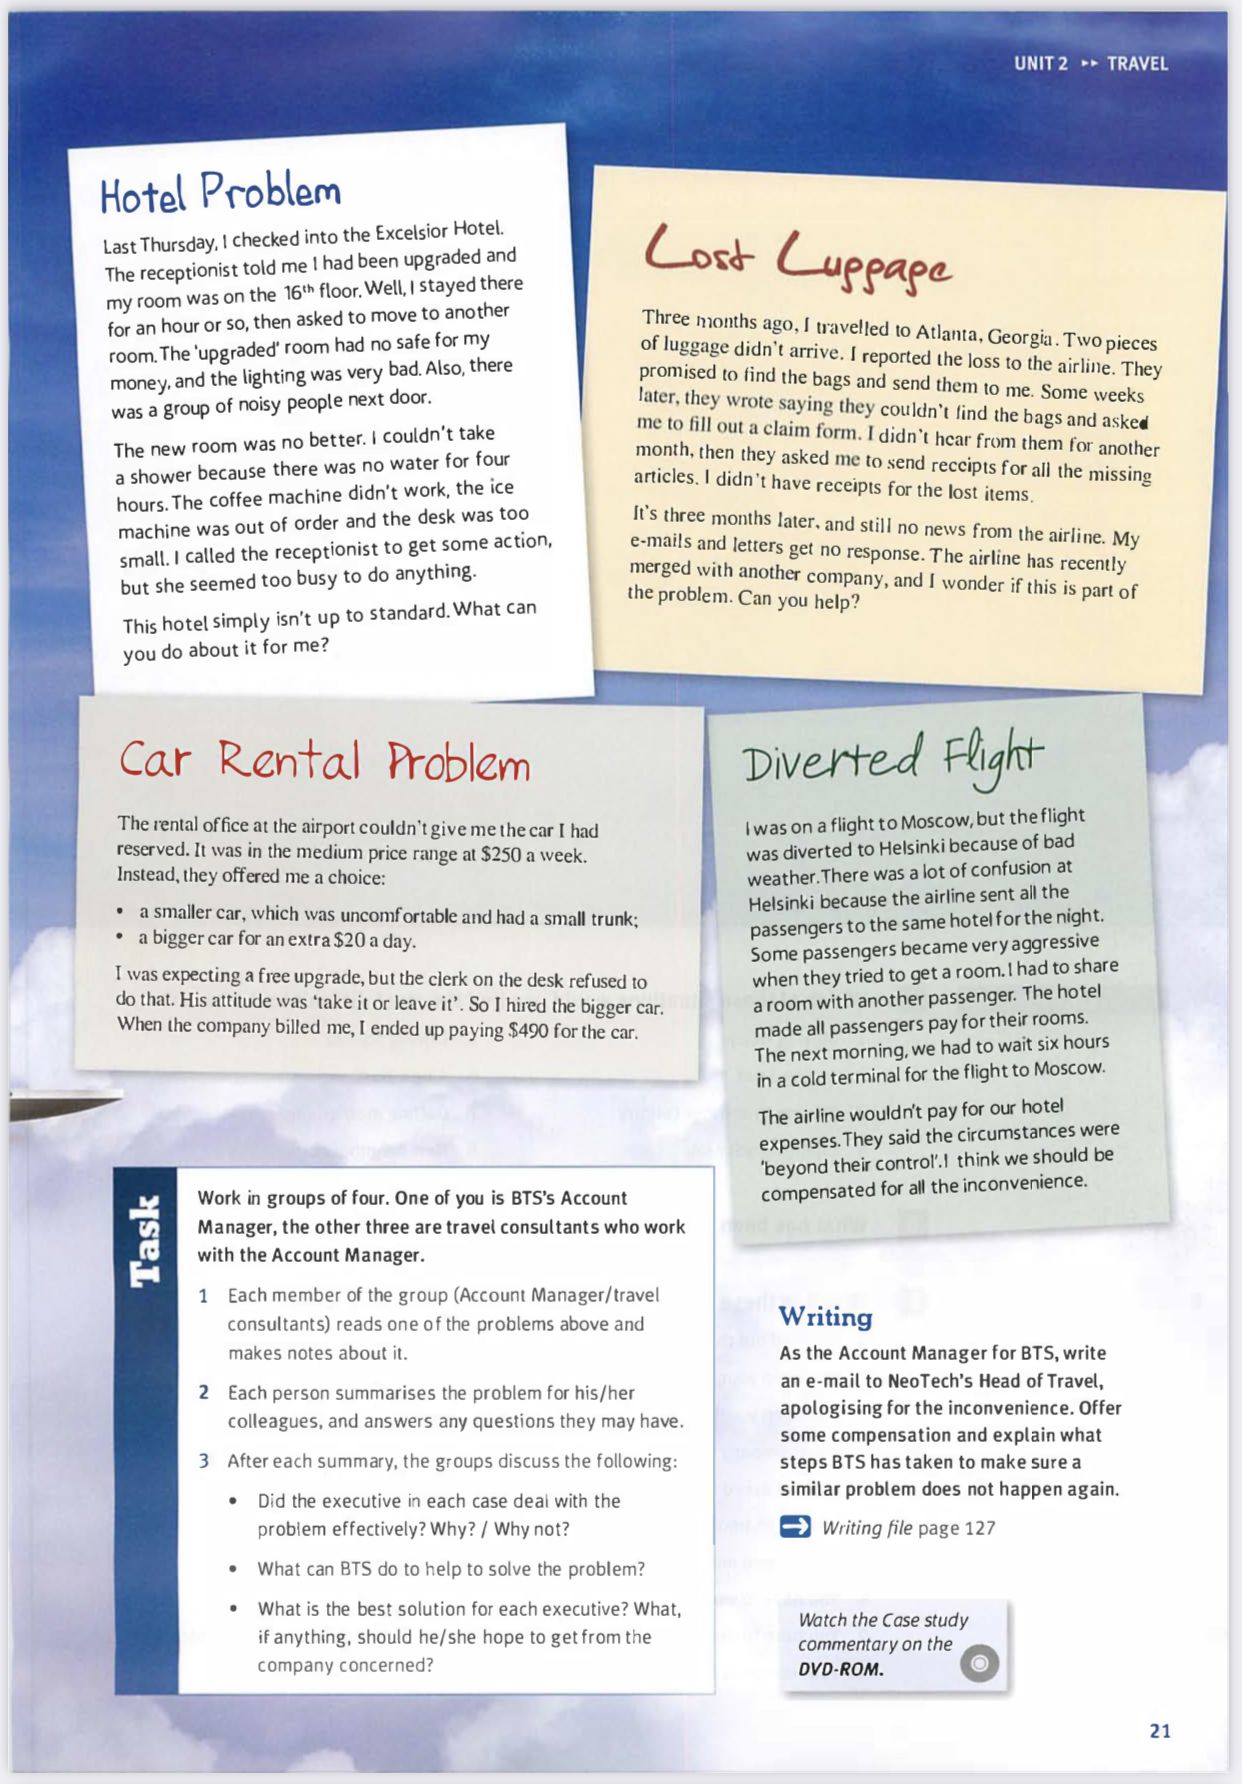 UNIT 2 ▸▸ TRAVEL
Hotel Problem
Last Thursday, I checked into the Excelsior Hotel.
The receptionist told me I had been upgraded and
my room was on the 16th floor. Well, I stayed there
for an hour or so, then asked to move to another
room. The 'upgraded' room had no safe for my
money, and the lighting was very bad. Also, there
was a group of noisy people next door.
The new room was no better. I couldn't take
a shower because there was no water for four
hours. The coffee machine didn't work, the ice
machine was out of order and the desk was too
small. I called the receptionist to get some action,
but she seemed too busy to do anything.
This hotel simply isn't up to standard. What can
you do about it for me?
Lost Luggage
Three months ago, I travelled to Atlanta, Georgia. Two pieces
of luggage didn't arrive. I reported the loss to the airline. They
promised to find the bags and send them to me. Some weeks
later, they wrote saying they couldn't find the bags and asked
me to fill out a claim form. I didn't hear from them for another
month, then they asked me to send receipts for all the missing
articles. I didn't have receipts for the lost items.
It's three months later, and still no news from the airline. My
e-mails and letters get no response. The airline has recently
merged with another company, and I wonder if this is part of
the problem. Can you help?
Car Rental Problem
The rental office at the airport couldn't give me the car I had
reserved. It was in the medium price range at $250 a week.
Instead, they offered me a choice:
• a smaller car, which was uncomfortable and had a small trunk;
• a bigger car for an extra $20 a day.
I was expecting a free upgrade, but the clerk on the desk refused to
do that. His attitude was 'take it or leave it'. So I hired the bigger car.
When the company billed me, I ended up paying $490 for the car.
Diverted Flight
I was on a flight to Moscow, but the flight
was diverted to Helsinki because of bad
weather. There was a lot of confusion at
Helsinki because the airline sent all the
passengers to the same hotel for the night.
Some passengers became very aggressive
when they tried to get a room. I had to share
a room with another passenger. The hotel
made all passengers pay for their rooms.
The next morning, we had to wait six hours
in a cold terminal for the flight to Moscow.
The airline wouldn't pay for our hotel
expenses. They said the circumstances were
'beyond their control'. I think we should be
compensated for all the inconvenience.
Task
Work in groups of four. One of you is BTS's Account
Manager, the other three are travel consultants who work
with the Account Manager.
1 Each member of the group (Account Manager/travel
consultants) reads one of the problems above and
makes notes about it.
2 Each person summarises the problem for his/her
colleagues, and answers any questions they may have.
3 After each summary, the groups discuss the following:
• Did the executive in each case deal with the
problem effectively? Why? / Why not?
• What can BTS do to help to solve the problem?
• What is the best solution for each executive? What,
if anything, should he/she hope to get from the
company concerned?
Writing
As the Account Manager for BTS, write
an e-mail to NeoTech's Head of Travel,
apologising for the inconvenience. Offer
some compensation and explain what
steps BTS has taken to make sure a
similar problem does not happen again.
Writing file page 127
Watch the Case study
commentary on the
DVD-ROM.
21